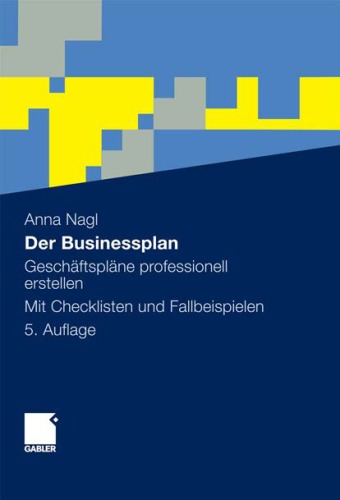 Anna Nagl
Der Businessplan
Geschäftspläne professionell
erstellen
Mit Checklisten und Fallbeispielen
5. Auflage
GABLER